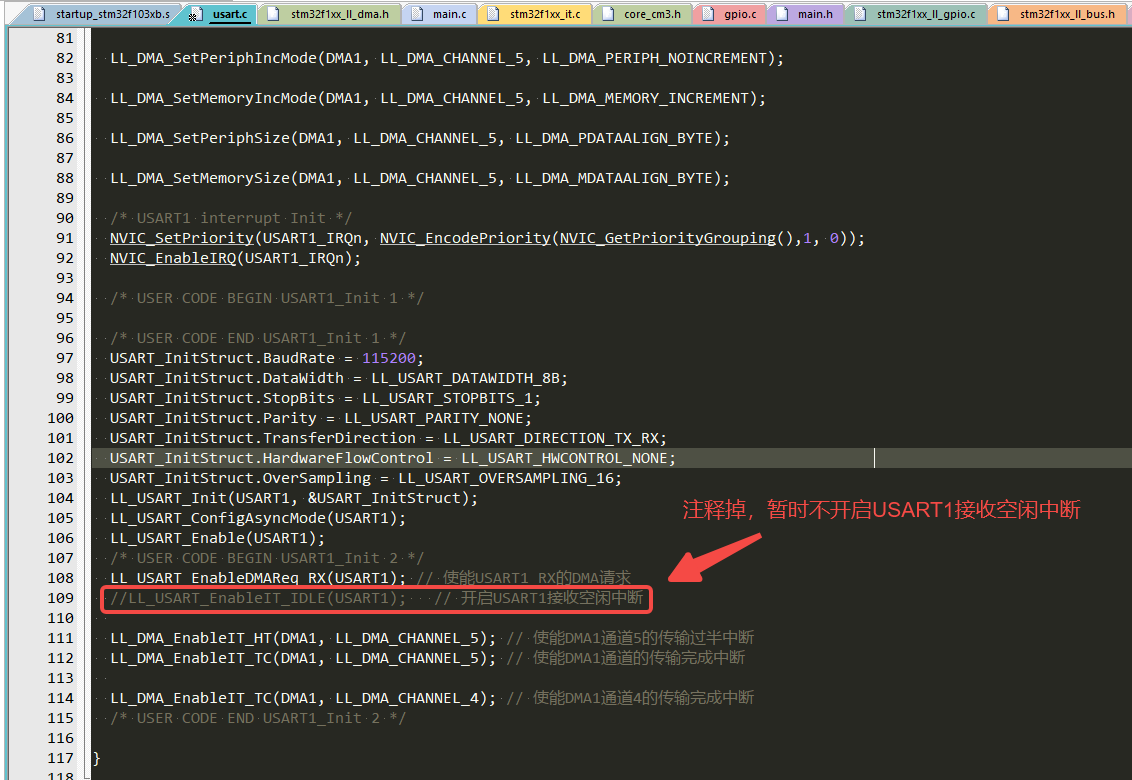 startup_stm32f103xb.s usart.c stm32f1xx_ll_dma.h main.c stm32f1xx_it.c core_cm3.h gpio.c main.h stm32f1xx_ll_gpio.c stm32f1xx_ll_bus.h
81
82 LL_DMA_SetPeriphIncMode(DMA1, LL_DMA_CHANNEL_5, LL_DMA_PERIPH_NOINCREMENT);
83
84 LL_DMA_SetMemoryIncMode(DMA1, LL_DMA_CHANNEL_5, LL_DMA_MEMORY_INCREMENT);
85
86 LL_DMA_SetPeriphSize(DMA1, LL_DMA_CHANNEL_5, LL_DMA_PDATAALIGN_BYTE);
87
88 LL_DMA_SetMemorySize(DMA1, LL_DMA_CHANNEL_5, LL_DMA_MDATAALIGN_BYTE);
89
90 /* USART1 interrupt Init */
91 NVIC_SetPriority(USART1_IRQn, NVIC_EncodePriority(NVIC_GetPriorityGrouping(),1, 0));
92 NVIC_EnableIRQ(USART1_IRQn);
93
94 /* USER CODE BEGIN USART1_Init 1 */
95
96 /* USER CODE END USART1_Init 1 */
97 USART_InitStruct.BaudRate = 115200;
98 USART_InitStruct.DataWidth = LL_USART_DATAWIDTH_8B;
99 USART_InitStruct.StopBits = LL_USART_STOPBITS_1;
100 USART_InitStruct.Parity = LL_USART_PARITY_NONE;
101 USART_InitStruct.TransferDirection = LL_USART_DIRECTION_TX_RX;
102 USART_InitStruct.HardwareFlowControl = LL_USART_HWCONTROL_NONE;
103 USART_InitStruct.OverSampling = LL_USART_OVERSAMPLING_16;
104 LL_USART_Init(USART1, &USART_InitStruct);
105 LL_USART_ConfigAsyncMode(USART1);
注释掉，暂时不开启USART1接收空闲中断
106 LL_USART_Enable(USART1);
107 /* USER CODE BEGIN USART1_Init 2 */
108 LL_USART_EnableDMAReq_RX(USART1); // 使能USART1_RX的DMA请求
109 //LL_USART_EnableIT_IDLE(USART1); // 开启USART1接收空闲中断
110
111 LL_DMA_EnableIT_HT(DMA1, LL_DMA_CHANNEL_5); // 使能DMA1通道5的传输过半中断
112 LL_DMA_EnableIT_TC(DMA1, LL_DMA_CHANNEL_5); // 使能DMA1通道的传输完成中断
113
114 LL_DMA_EnableIT_TC(DMA1, LL_DMA_CHANNEL_4); // 使能DMA1通道4的传输完成中断
115 /* USER CODE END USART1_Init 2 */
116
117 }
118